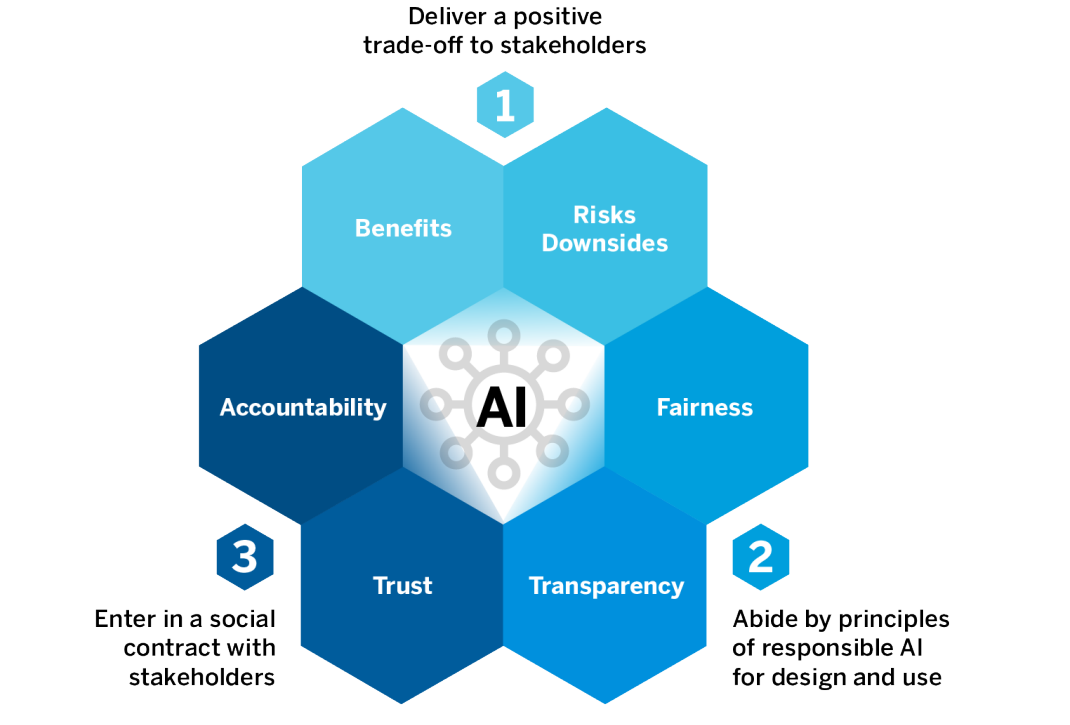 Deliver a positive
trade-off to stakeholders
1
Benefits
Risks
Downsides
Accountability
AI
Fairness
Trust
Transparency
3
Enter in a social
contract with
stakeholders
2
Abide by principles
of responsible AI
for design and use